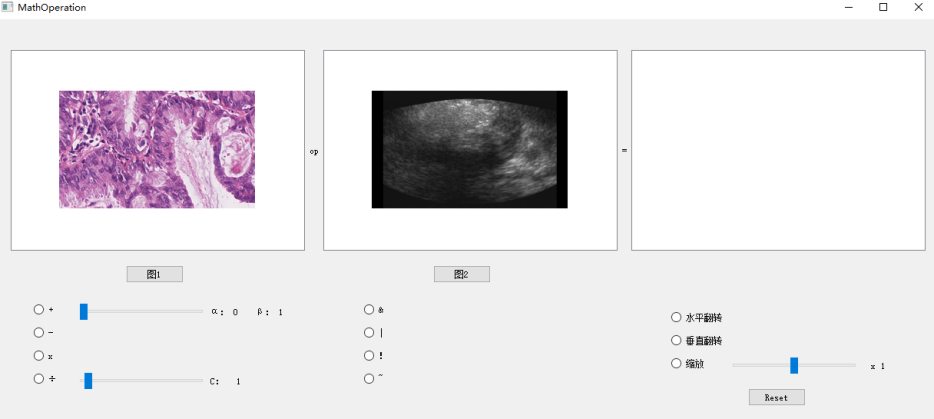 MathOperation
op
=
图1
图2
+
α: 0 β: 1
-
x
÷
C: 1
&
|
!
~
水平翻转
垂直翻转
缩放
x 1
Reset